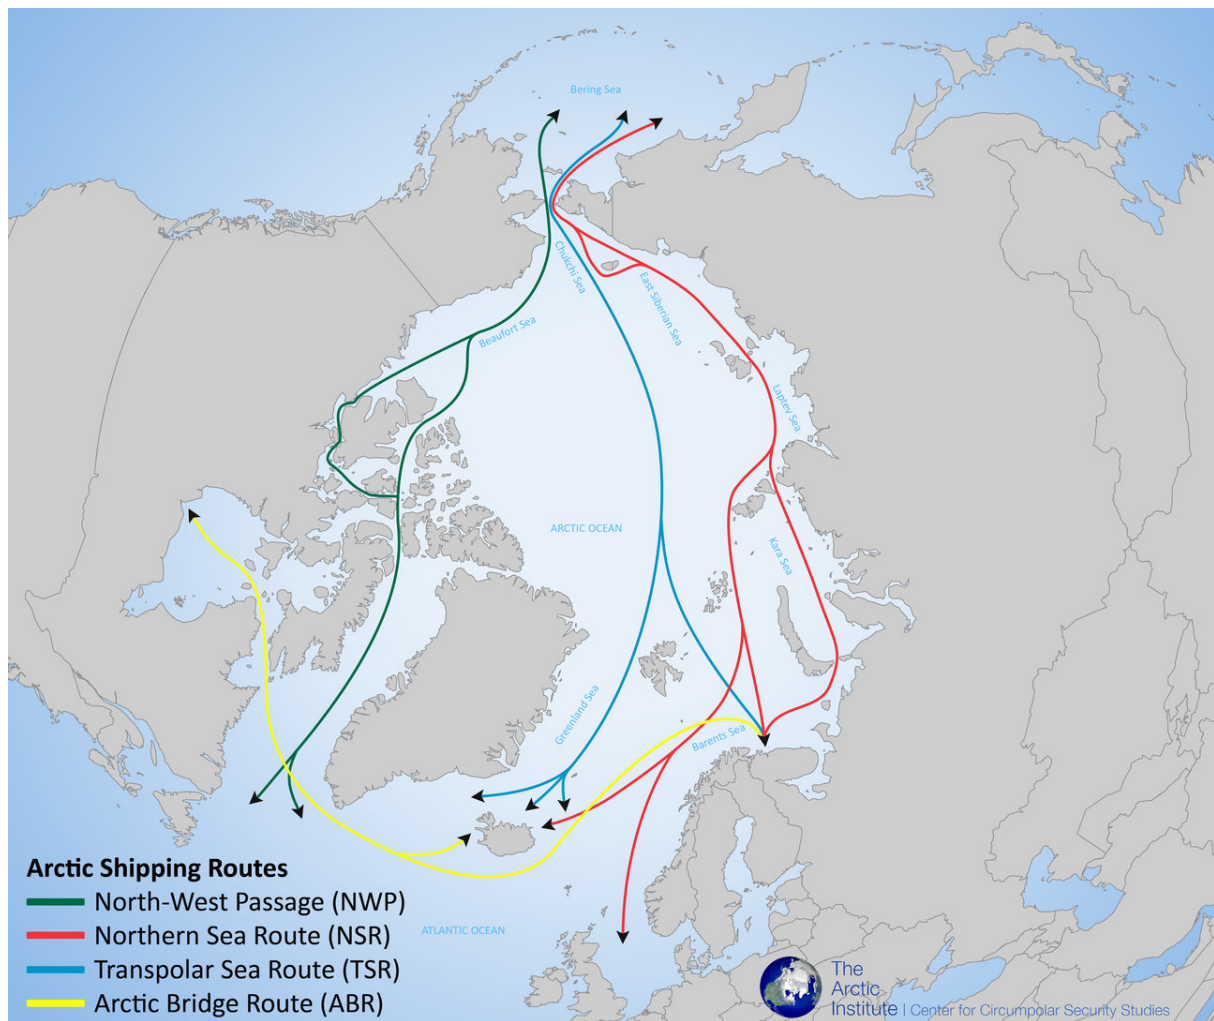 Bering Sea
Chukchi Sea
East Siberian Sea
Beaufort Sea
Laptev Sea
ARCTIC OCEAN
Kara Sea
Greenland Sea
Barents Sea
ATLANTIC OCEAN
Arctic Shipping Routes
North-West Passage (NWP)
Northern Sea Route (NSR)
Transpolar Sea Route (TSR)
Arctic Bridge Route (ABR)
The
Arctic
Institute | Center for Circumpolar Security Studies